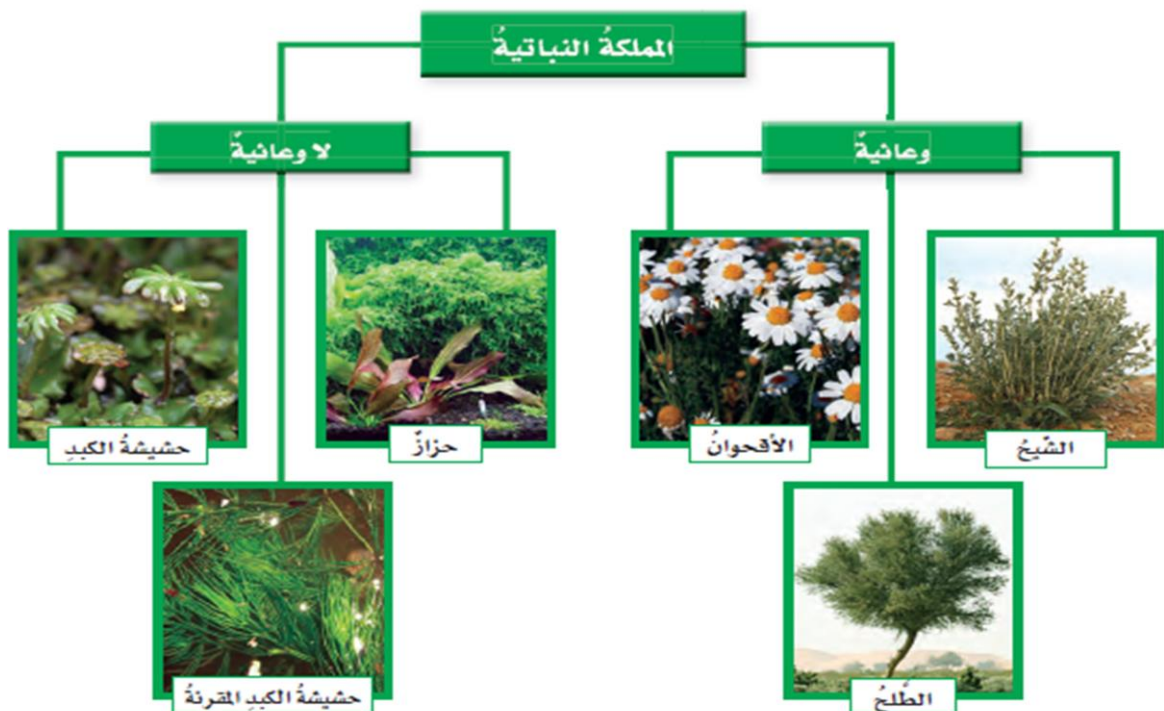 المملكةُ النباتيةُ
وعائيةٌ
لا وعائيةٌ
الشّيحُ
الأقحوانُ
حزازٌ
حشيشةُ الكبدِ
الطّلحُ
حشيشةُ الكبدِ المقرنةُ